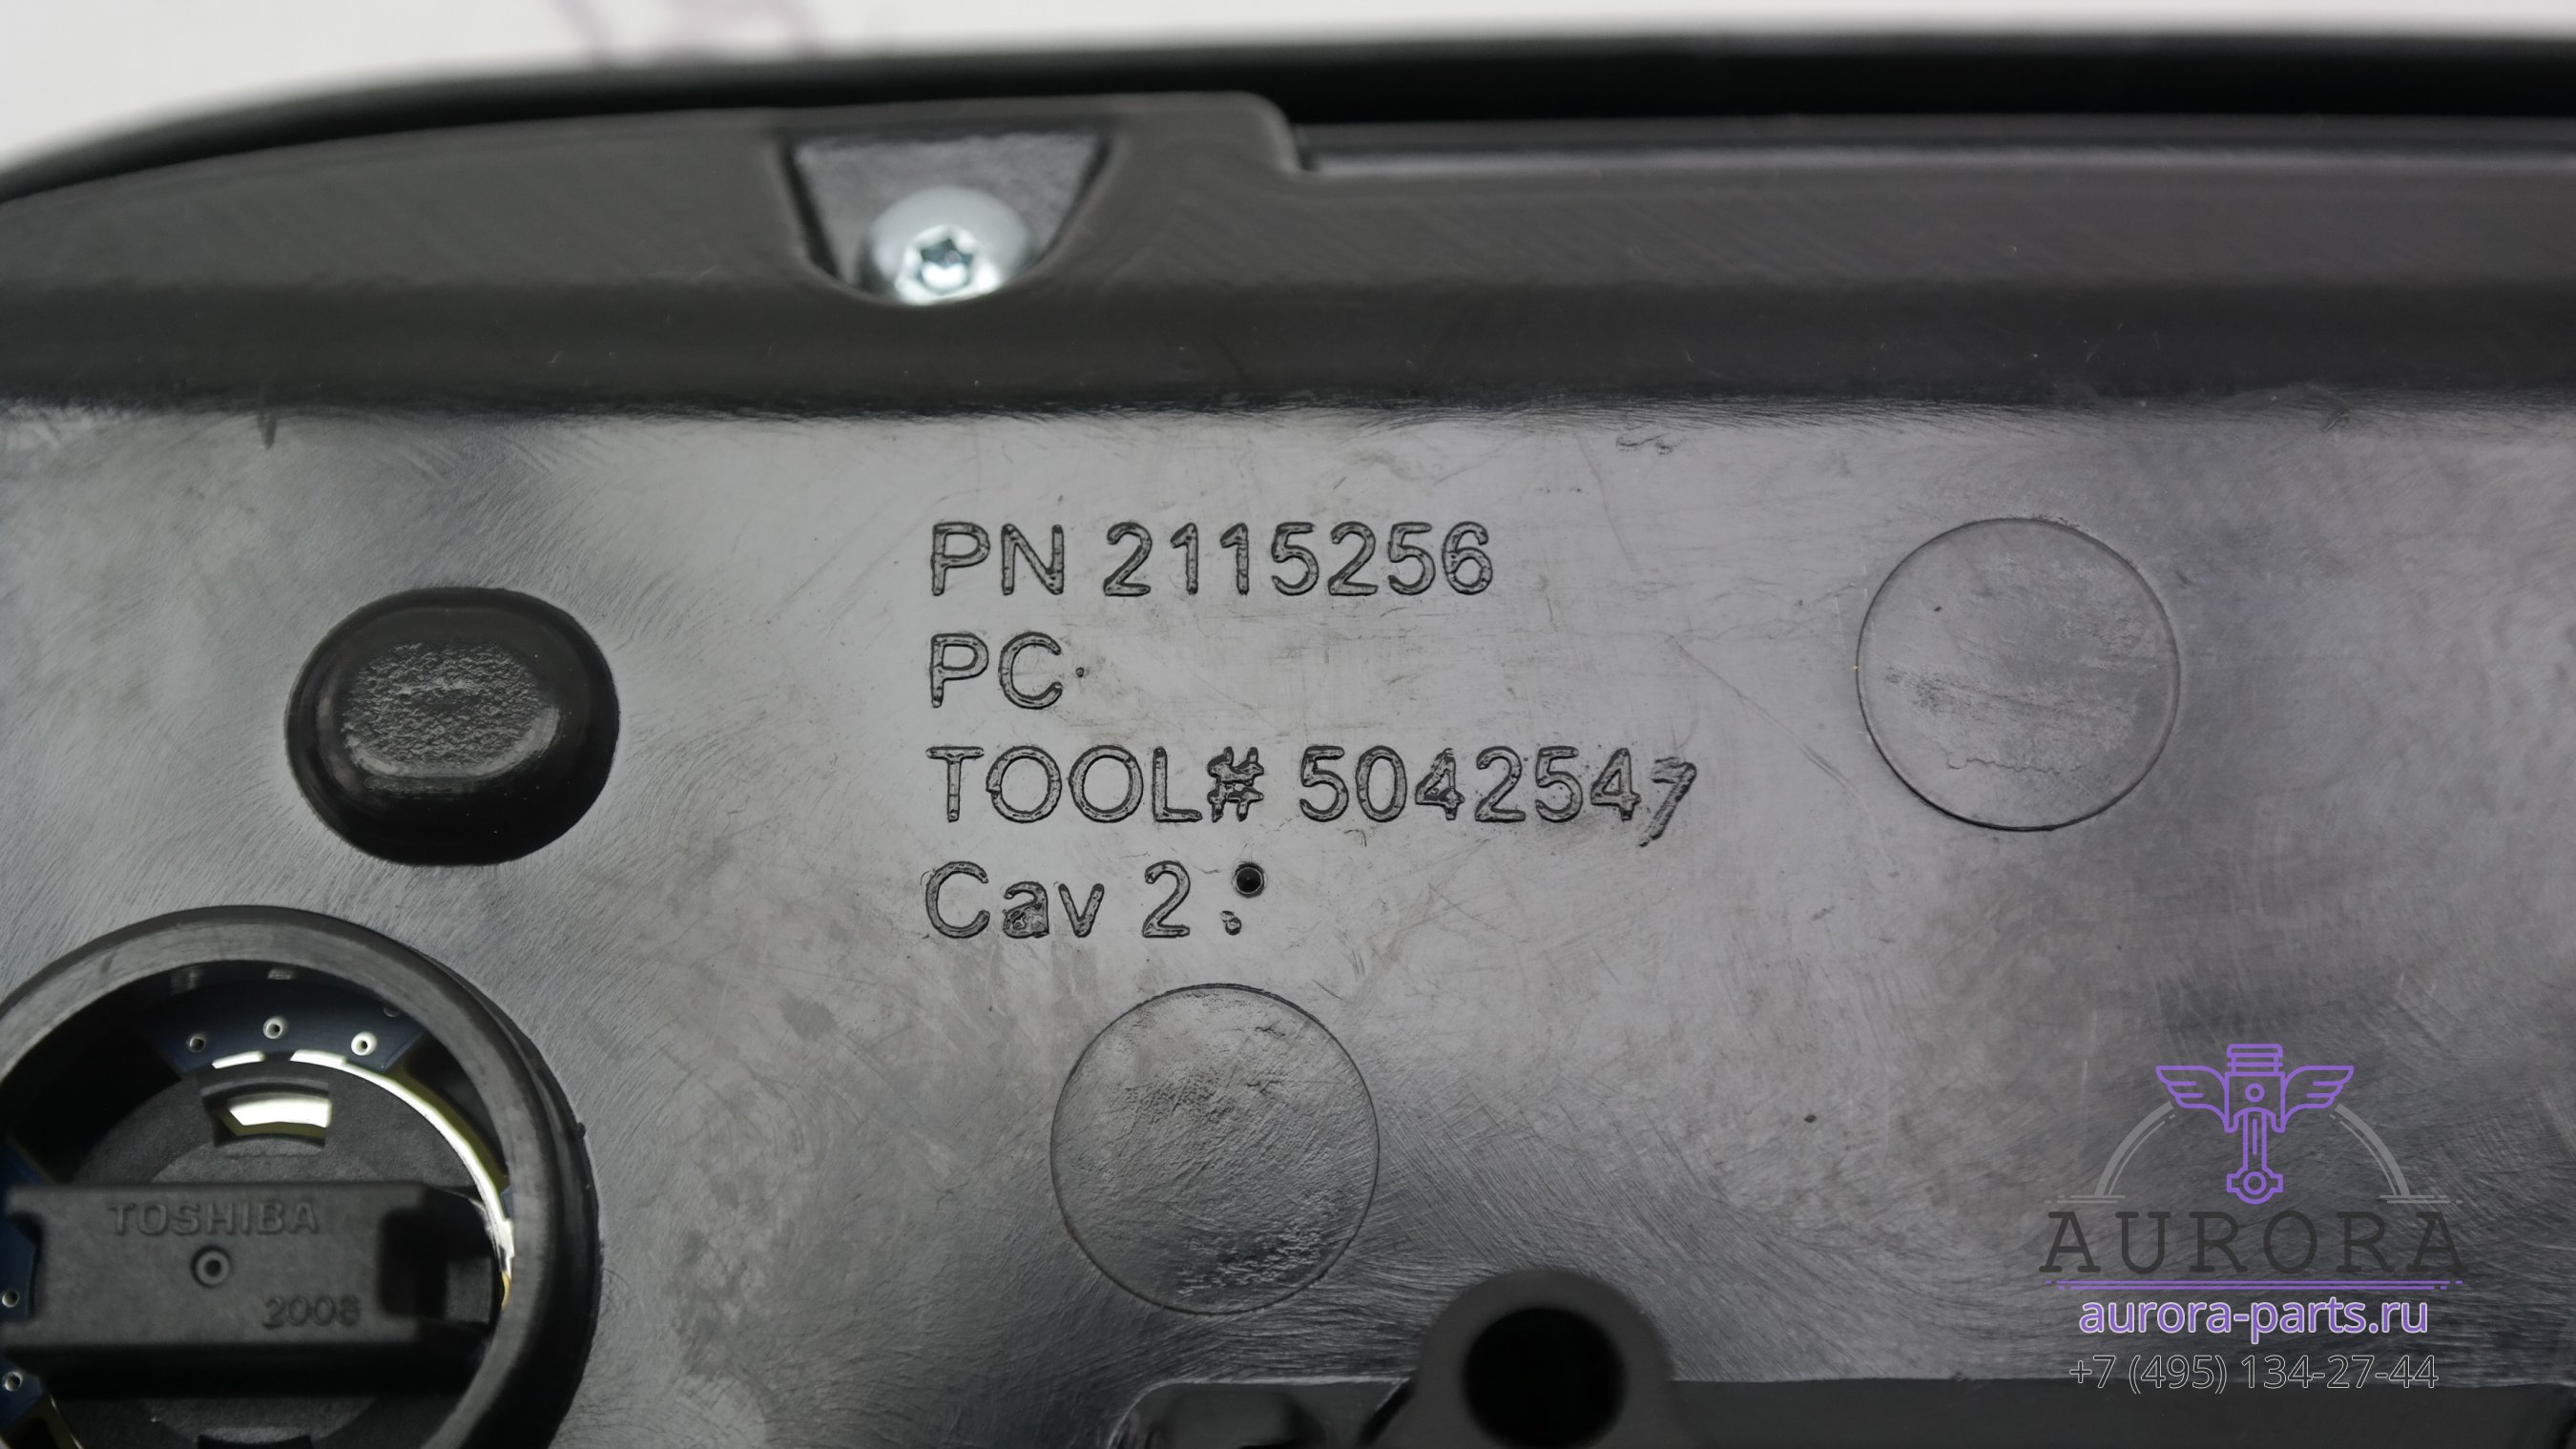 PN 2115256
PC
TOOL# 5042547
Cav 2
TOSHIBA
2008
AURORA
aurora-parts.ru
+7 (495) 134-27-44